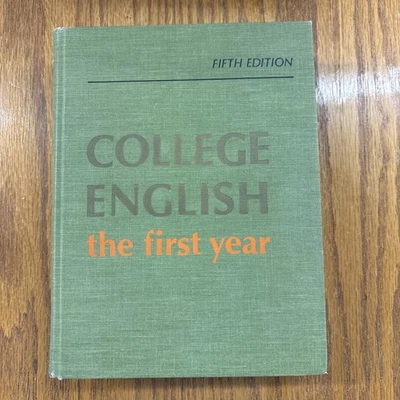 FIFTH EDITION
COLLEGE
ENGLISH
the first year